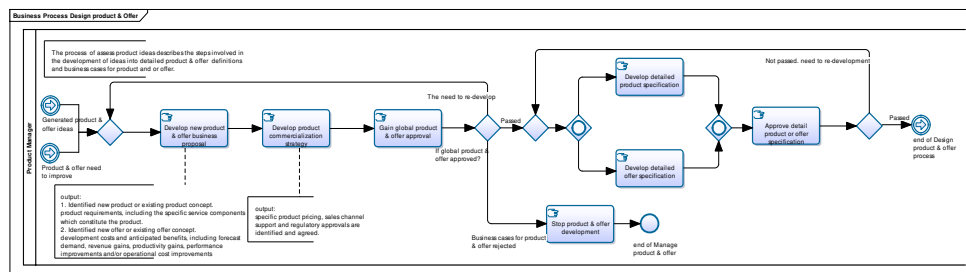 Business Process Design product & Offer
The process of assess product ideas describes the steps involved in
the development of ideas into detailed product & offer definitions
and business cases for product and or offer.
Product Manager
Generated product &
offer ideas
Product & offer need
to improve
Develop new product
& offer business
proposal
Develop product
commercialization
strategy
Gain global product
& offer approval
The need to re-develop
Passed
If global product &
offer approved?
Develop detailed
product specification
Develop detailed
offer specification
Not passed. need to re-development
Approve detail
product or offer
specification
Passed
end of Design
product & offer
process
output:
1. Identified new product or existing product concept.
product requirements, including the specific service components
which constitute the product.
2. Identified new offer or existing offer concept.
development costs and anticipated benefits, including forecast
demand, revenue gains, productivity gains, performance
improvements and/or operational cost improvements
output:
specific product pricing, sales channel
support and regulatory approvals are
identified and agreed.
Business cases for product
& offer rejected
Stop product & offer
development
end of Manage
product & offer